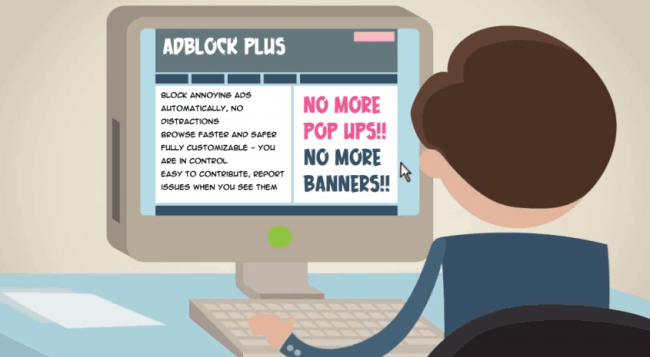 ADBLOCK PLUS
BLOCK ANNOYING ADS
AUTOMATICALLY, NO
DISTRACTIONS
BROWSE FASTER AND SAFER
FULLY CUSTOMIZABLE – YOU
ARE IN CONTROL
EASY TO CONTRIBUTE, REPORT
ISSUES WHEN YOU SEE THEM
NO MORE
POP UPS!!
NO MORE
BANNERS!!